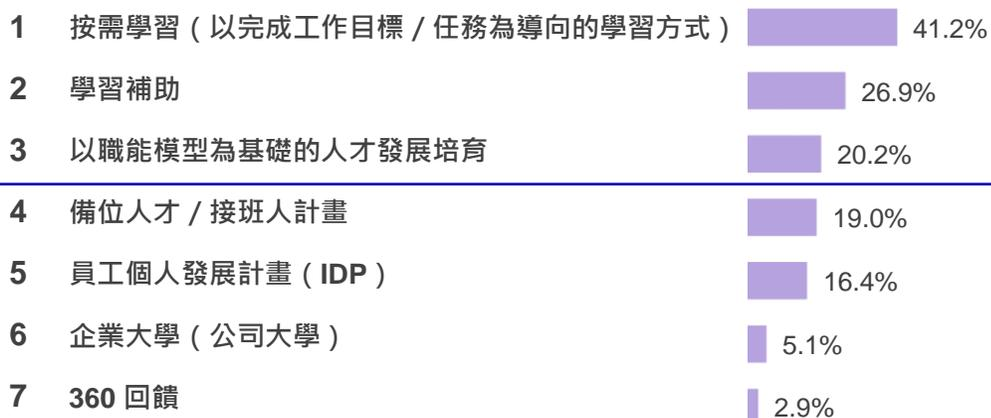 1 按需學習（以完成工作目標 / 任務為導向的學習方式） 41.2%
2 學習補助 26.9%
3 以職能模型為基礎的人才發展培育 20.2%
4 備位人才 / 接班人計畫 19.0%
5 員工個人發展計畫（IDP） 16.4%
6 企業大學（公司大學） 5.1%
7 360 回饋 2.9%